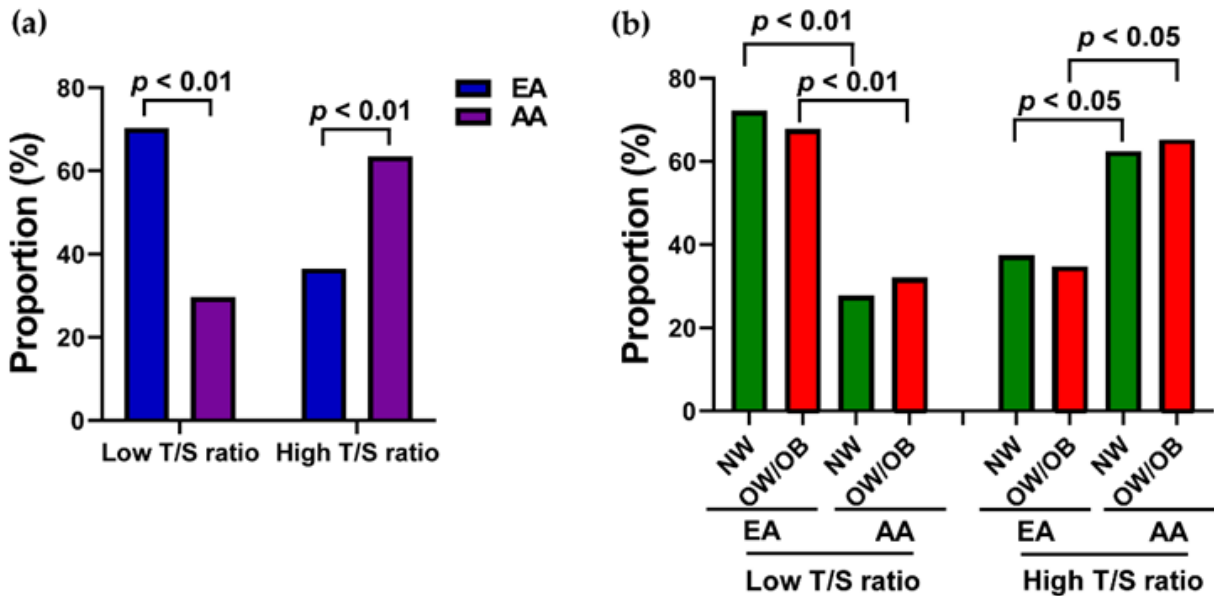 (a)
p < 0.01
p < 0.01
EA
AA
Proportion (%)
80
60
40
20
0
Low T/S ratio
High T/S ratio
(b)
p < 0.01
p < 0.01
p < 0.05
p < 0.05
Proportion (%)
80
60
40
20
0
NW
OW/OB
NW
OW/OB
NW
OW/OB
NW
OW/OB
EA
AA
EA
AA
Low T/S ratio
High T/S ratio